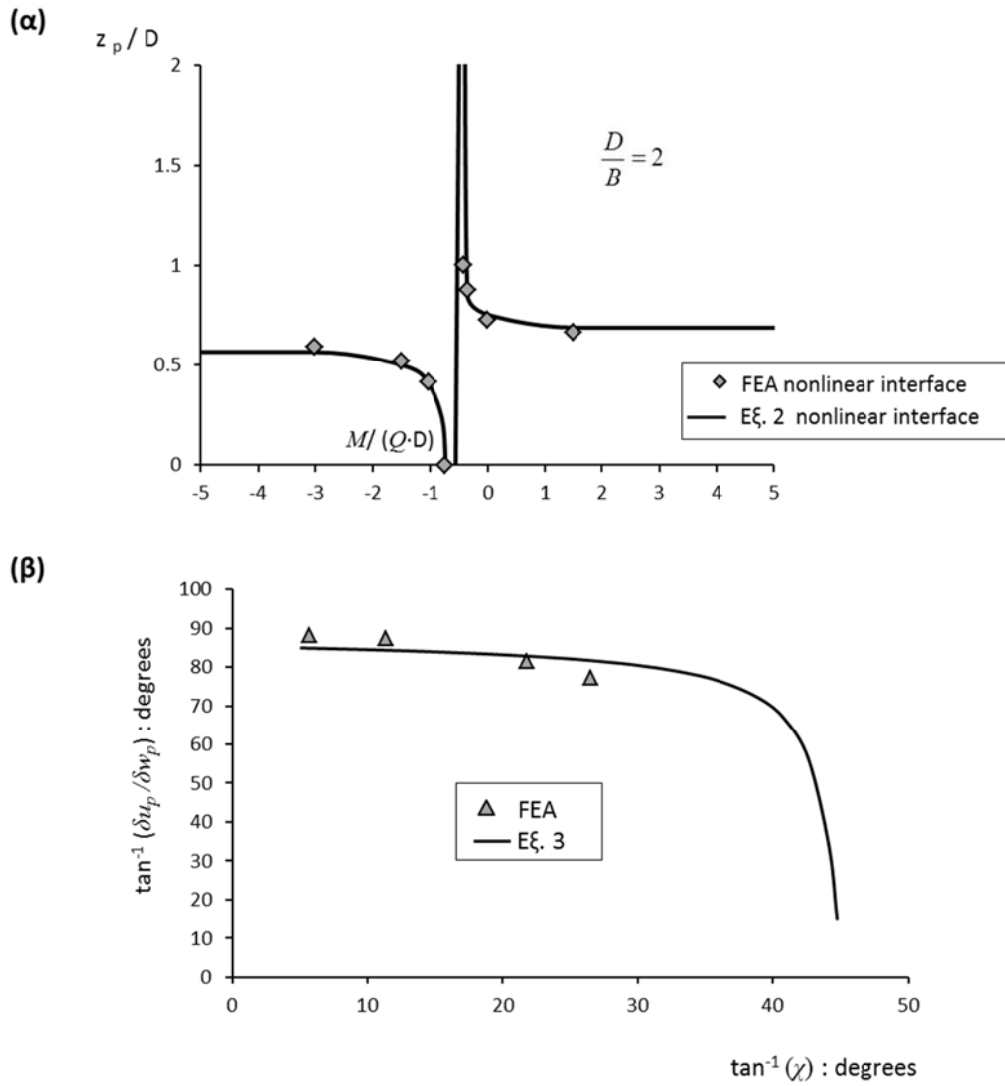 (α)
z p / D
2
1.5
1
0.5
0
D/B = 2
M/ (Q·D)
-5 -4 -3 -2 -1 0 1 2 3 4 5
FEA nonlinear interface
Εξ. 2 nonlinear interface
(β)
100
90
80
70
60
50
40
30
20
10
0
tan⁻¹ (δuₚ/δwₚ) : degrees
FEA
Εξ. 3
0 10 20 30 40 50
tan⁻¹ (χ) : degrees